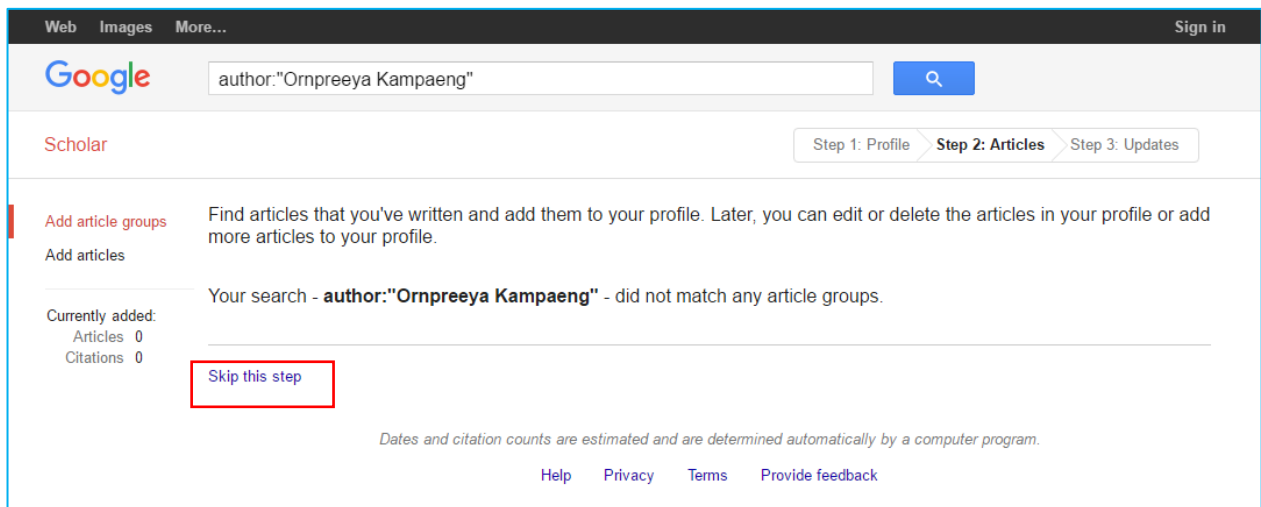 Web Images More... Sign in
Google author:"Ornpreeya Kampaeng"
Scholar Step 1: Profile Step 2: Articles Step 3: Updates
Add article groups
Add articles
Currently added:
Articles 0
Citations 0
Find articles that you've written and add them to your profile. Later, you can edit or delete the articles in your profile or add
more articles to your profile.
Your search - author:"Ornpreeya Kampaeng" - did not match any article groups.
Skip this step
Dates and citation counts are estimated and are determined automatically by a computer program.
Help Privacy Terms Provide feedback